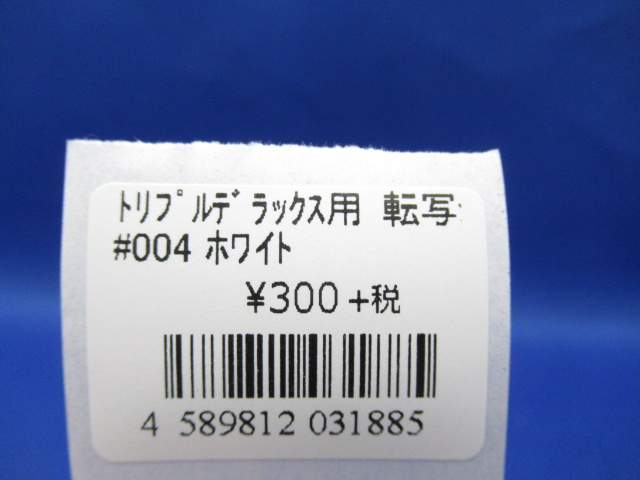 ﾄﾘﾌﾟﾙﾃﾞﾗｯｸｽ用 転写
#004 ホワイト
¥300+税
4 589812 031885